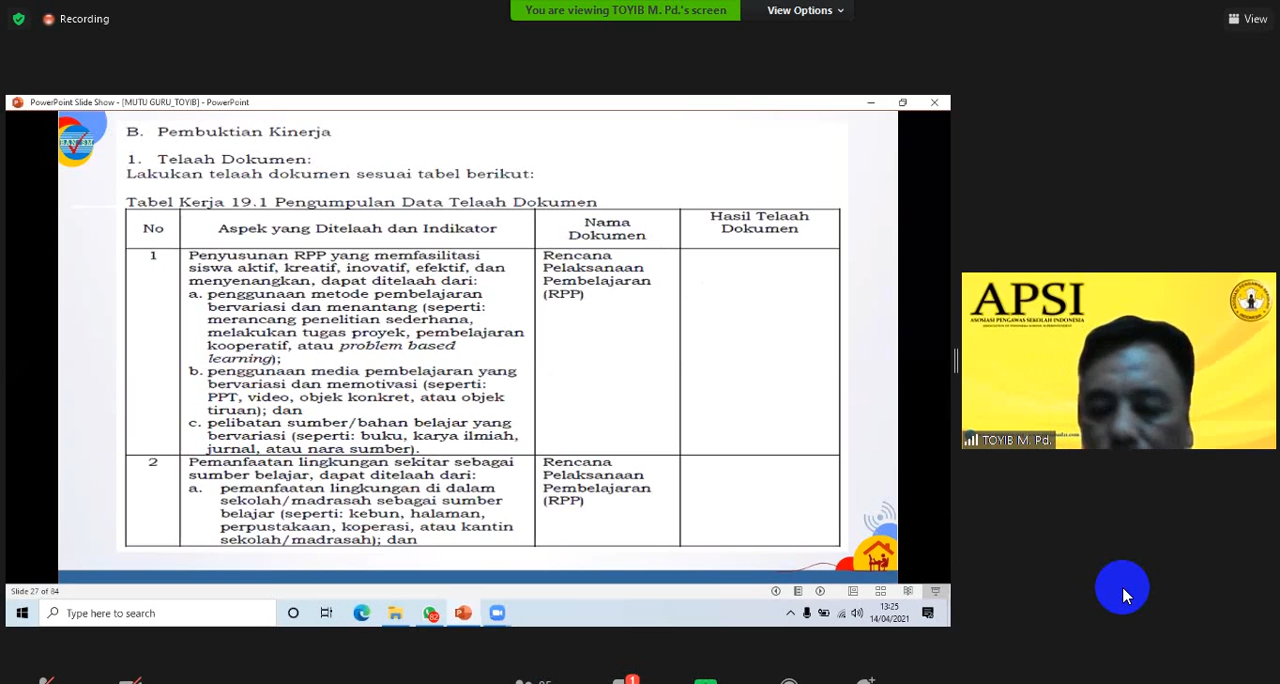 Recording
You are viewing TOYIB M. Pd.'s screen
View Options
View
PowerPoint Slide Show - [MUTU GURU_TOYIB] - PowerPoint
B. Pembuktian Kinerja
1. Telaah Dokumen:
Lakukan telaah dokumen sesuai tabel berikut:
Tabel Kerja 19.1 Pengumpulan Data Telaah Dokumen
No
Aspek yang Ditelaah dan Indikator
Nama
Dokumen
Hasil Telaah
Dokumen
1
Penyusunan RPP yang memfasilitasi
siswa aktif, kreatif, inovatif, efektif, dan
menyenangkan, dapat ditelaah dari:
a. penggunaan metode pembelajaran
bervariasi dan menantang (seperti:
merancang penelitian sederhana,
melakukan tugas proyek, pembelajaran
kooperatif, atau problem based
learning);
b. penggunaan media pembelajaran yang
bervariasi dan memotivasi (seperti:
PPT, video, objek konkret, atau objek
tiruan); dan
c. pelibatan sumber/bahan belajar yang
bervariasi (seperti: buku, karya ilmiah,
jurnal, atau nara sumber).
Rencana
Pelaksanaan
Pembelajaran
(RPP)
2
Pemanfaatan lingkungan sekitar sebagai
sumber belajar, dapat ditelaah dari:
a. pemanfaatan lingkungan di dalam
sekolah/madrasah sebagai sumber
belajar (seperti: kebun, halaman,
perpustakaan, koperasi, atau kantin
sekolah/madrasah); dan
Rencana
Pelaksanaan
Pembelajaran
(RPP)
Slide 27 of 84
Type here to search
62
13:25
14/04/2021
APSI
ASOSIASI PENGAWAS SEKOLAH INDONESIA
TOYIB M. Pd.
1